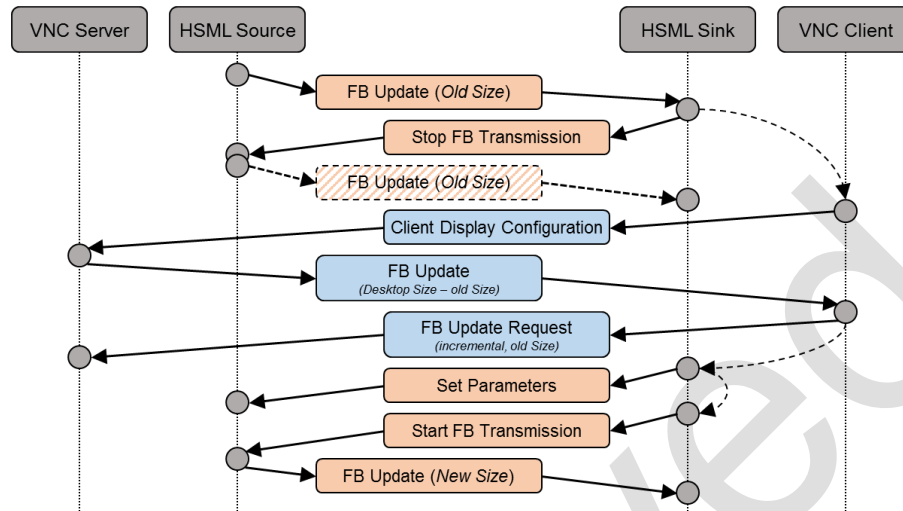 VNC Server
HSML Source
HSML Sink
VNC Client
FB Update (Old Size)
Stop FB Transmission
FB Update (Old Size)
Client Display Configuration
FB Update
(Desktop Size – old Size)
FB Update Request
(incremental, old Size)
Set Parameters
Start FB Transmission
FB Update (New Size)